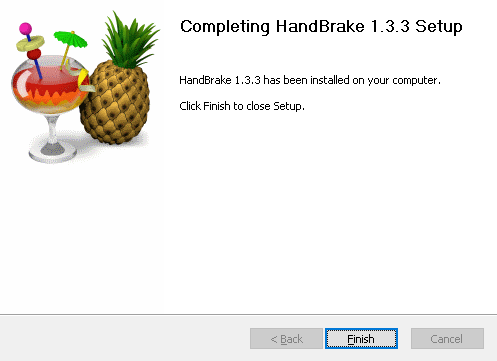 Completing HandBrake 1.3.3 Setup
HandBrake 1.3.3 has been installed on your computer.
Click Finish to close Setup.
< Back
Finish
Cancel